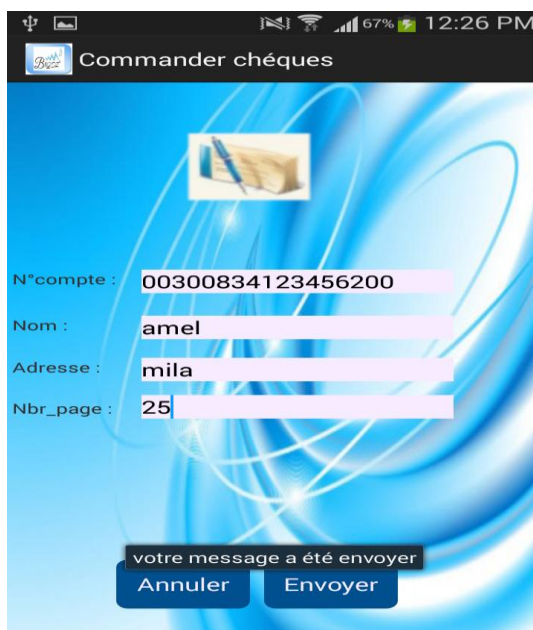 67% 12:26 PM
Bizz Commander chéques
N°compte : 00300834123456200
Nom : amel
Adresse : mila
Nbr_page : 25
votre message a été envoyer
Annuler Envoyer